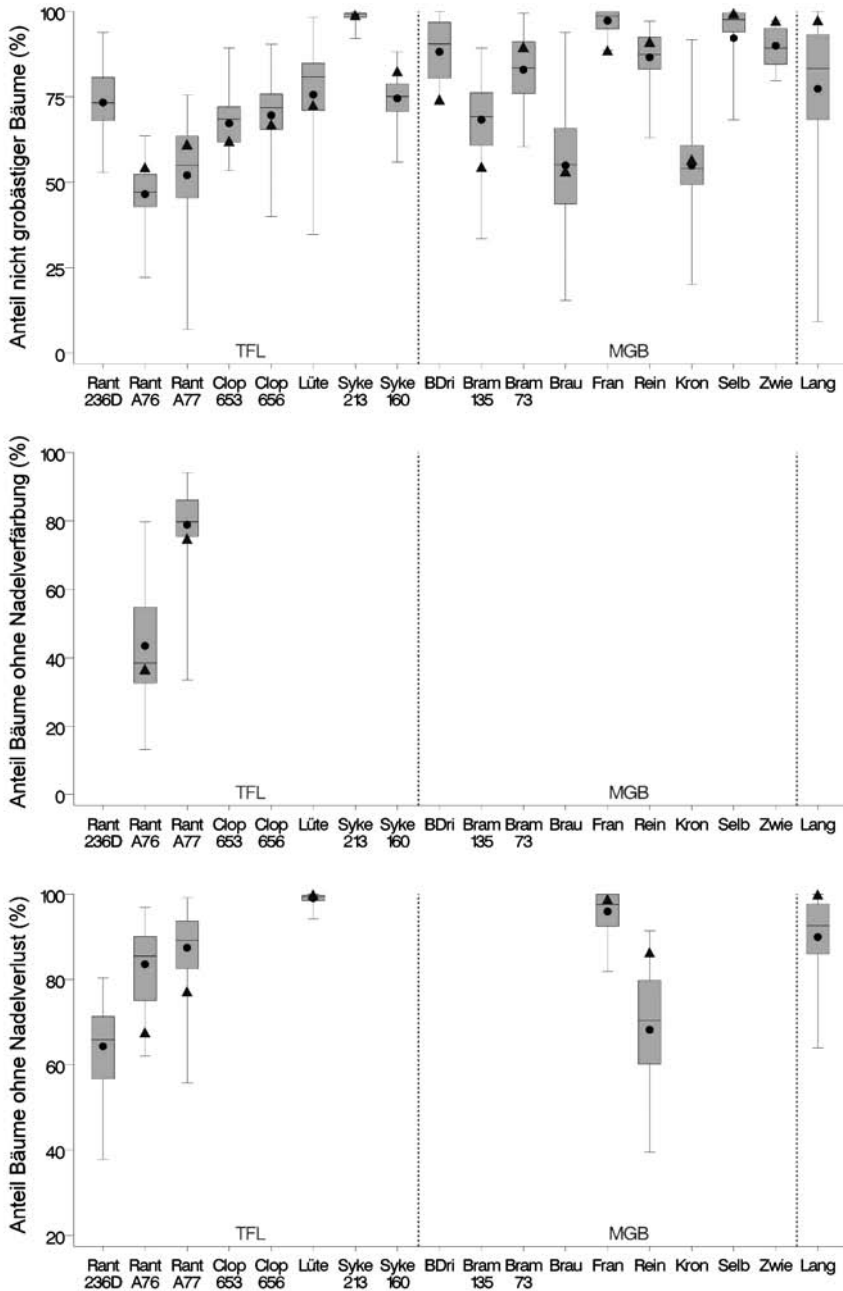 Anteil nicht grobästiger Bäume (%)
100
75
50
25
0
TFL
MGB
Rant Rant Rant Clop Clop Lüte Syke Syke BDri Bram Bram Brau Fran Rein Kron Selb Zwie Lang
236D A76 A77 653 656 213 160 135 73
Anteil Bäume ohne Nadelverfärbung (%)
100
80
60
40
20
0
TFL
MGB
Rant Rant Rant Clop Clop Lüte Syke Syke BDri Bram Bram Brau Fran Rein Kron Selb Zwie Lang
236D A76 A77 653 656 213 160 135 73
Anteil Bäume ohne Nadelverlust (%)
100
80
60
40
20
TFL
MGB
Rant Rant Rant Clop Clop Lüte Syke Syke BDri Bram Bram Brau Fran Rein Kron Selb Zwie Lang
236D A76 A77 653 656 213 160 135 73